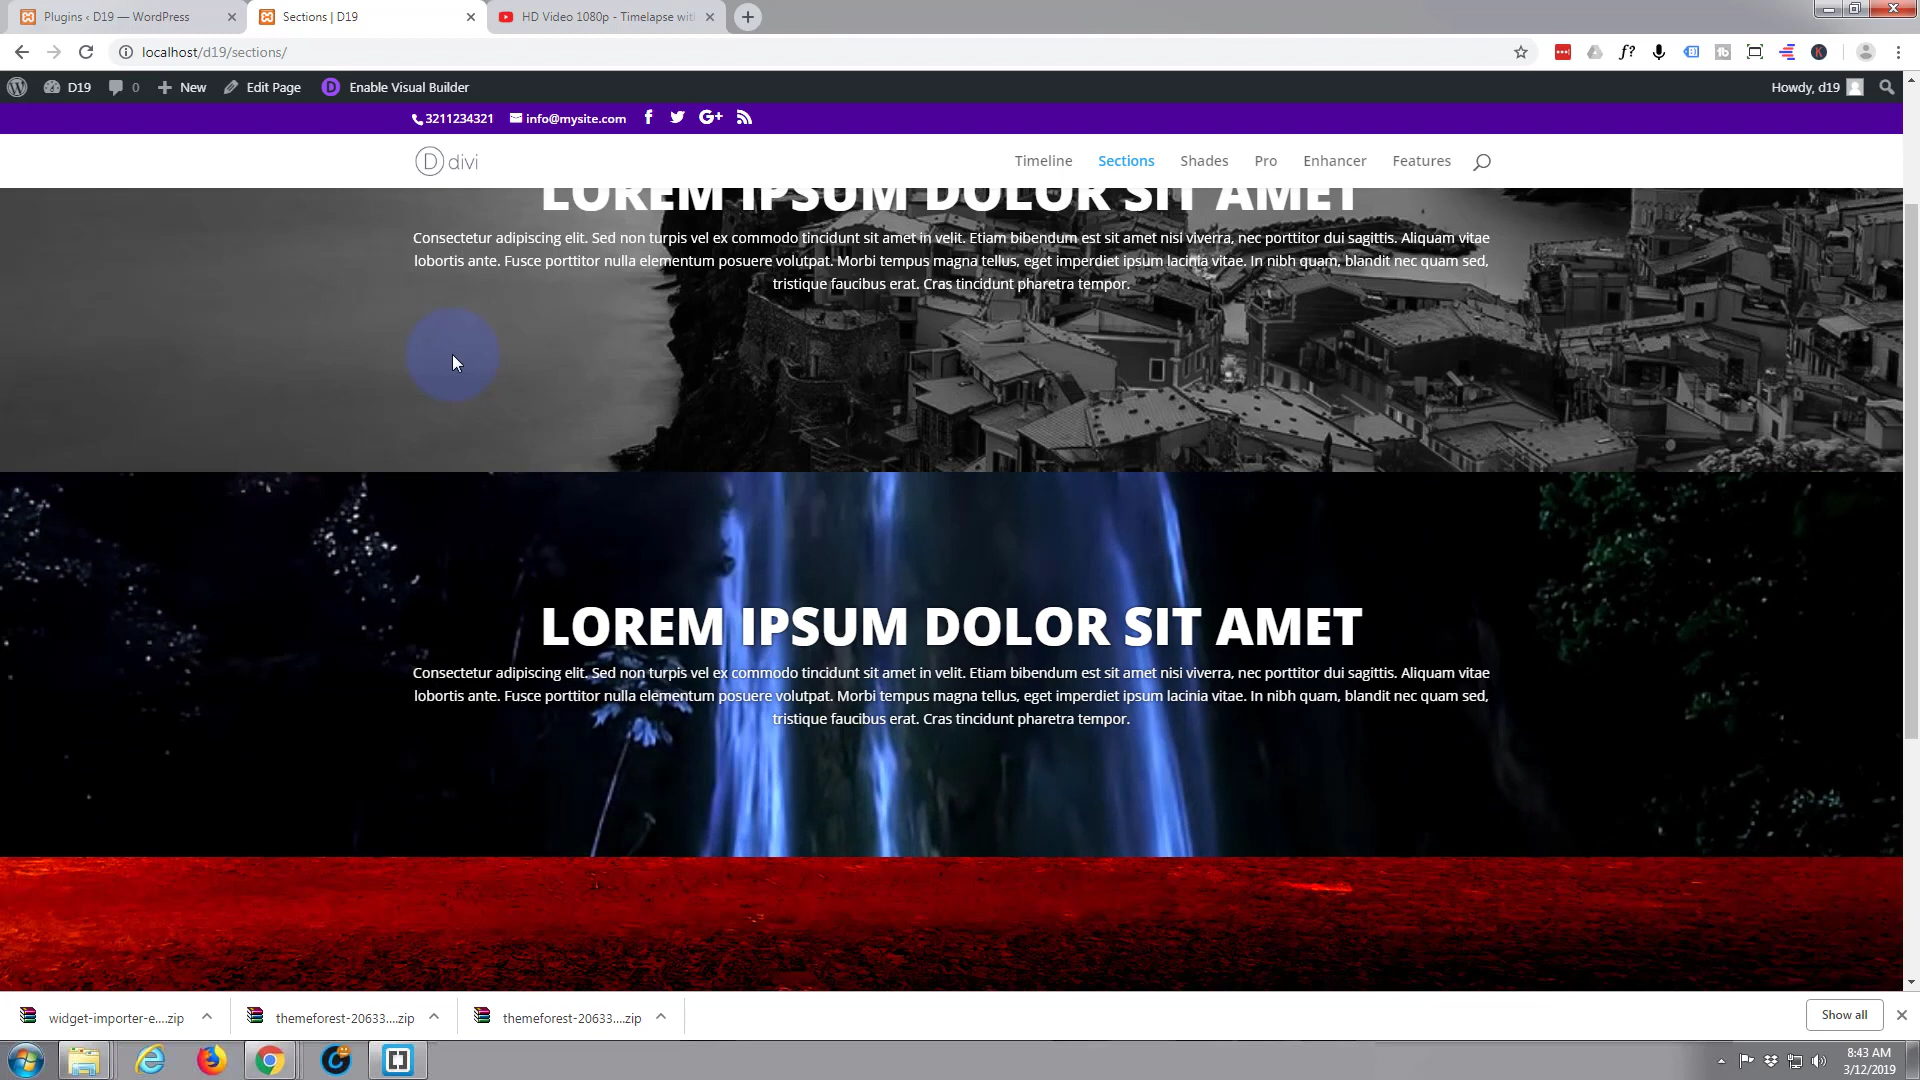 Plugins ‹ D19 — WordPress
Sections | D19
HD Video 1080p - Timelapse wit
localhost/d19/sections/
D19
0
New
Edit Page
Enable Visual Builder
Howdy, d19
3211234321
info@mysite.com
D divi
Timeline
Sections
Shades
Pro
Enhancer
Features
LOREM IPSUM DOLOR SIT AMET
Consectetur adipiscing elit. Sed non turpis vel ex commodo tincidunt sit amet in velit. Etiam bibendum est sit amet nisi viverra, nec porttitor dui sagittis. Aliquam vitae
lobortis ante. Fusce porttitor nulla elementum posuere volutpat. Morbi tempus magna tellus, eget imperdiet ipsum lacinia vitae. In nibh quam, blandit nec quam sed,
tristique faucibus erat. Cras tincidunt pharetra tempor.
LOREM IPSUM DOLOR SIT AMET
Consectetur adipiscing elit. Sed non turpis vel ex commodo tincidunt sit amet in velit. Etiam bibendum est sit amet nisi viverra, nec porttitor dui sagittis. Aliquam vitae
lobortis ante. Fusce porttitor nulla elementum posuere volutpat. Morbi tempus magna tellus, eget imperdiet ipsum lacinia vitae. In nibh quam, blandit nec quam sed,
tristique faucibus erat. Cras tincidunt pharetra tempor.
widget-importer-e....zip
themeforest-20633....zip
themeforest-20633....zip
Show all
8:43 AM
3/12/2019